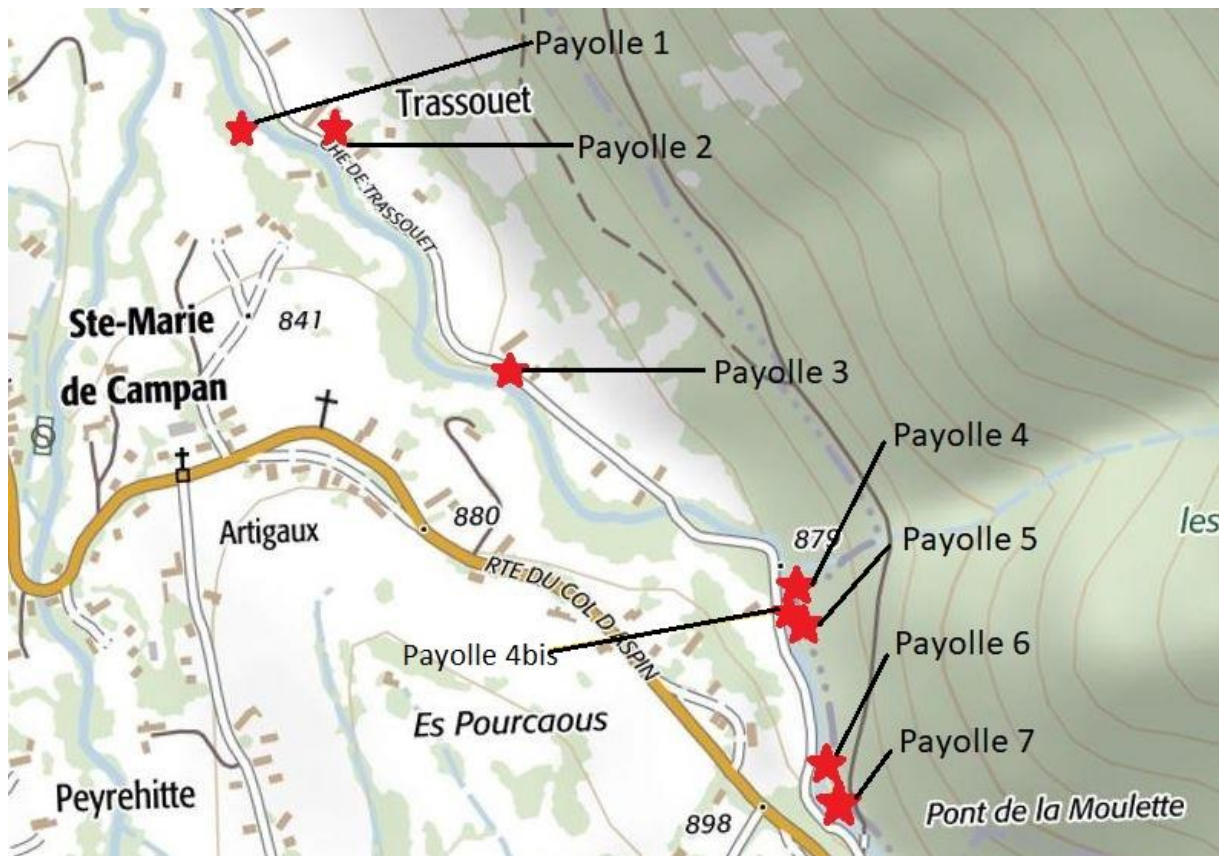 Payolle 1
Trassouet
Payolle 2
CHE DE TRASSOUET
Ste-Marie
de Campan
841
Payolle 3
Payolle 4
880
Artigaux
879
les
Payolle 5
RTE DU COL D'ASPIN
Payolle 4bis
Payolle 6
Es Pourcaous
Payolle 7
Peyrehitte
898
Pont de la Moulette